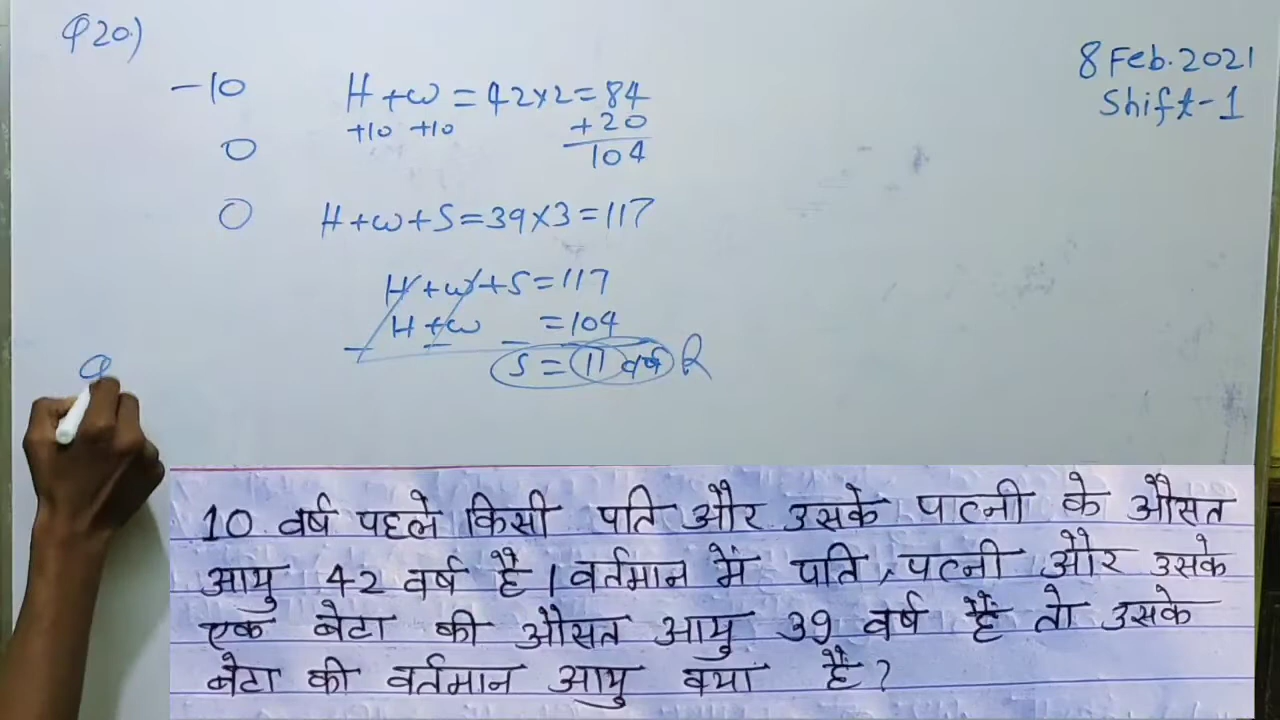 Q20)
8 Feb. 2021
Shift-1
-10 H+W=42×2=84
+10 +10 +20
0 104
0 H+W+S=39×3=117
H+W+S=117
H+W =104
S=11 वर्ष
Q
10 वर्ष पहले किसी पति और उसके पत्नी के औसत
आयु 42 वर्ष है। वर्तमान में पति, पत्नी और उसके
एक बेटा की औसत आयु 39 वर्ष हैं तो उसके
बेटा की वर्तमान आयु क्या है?